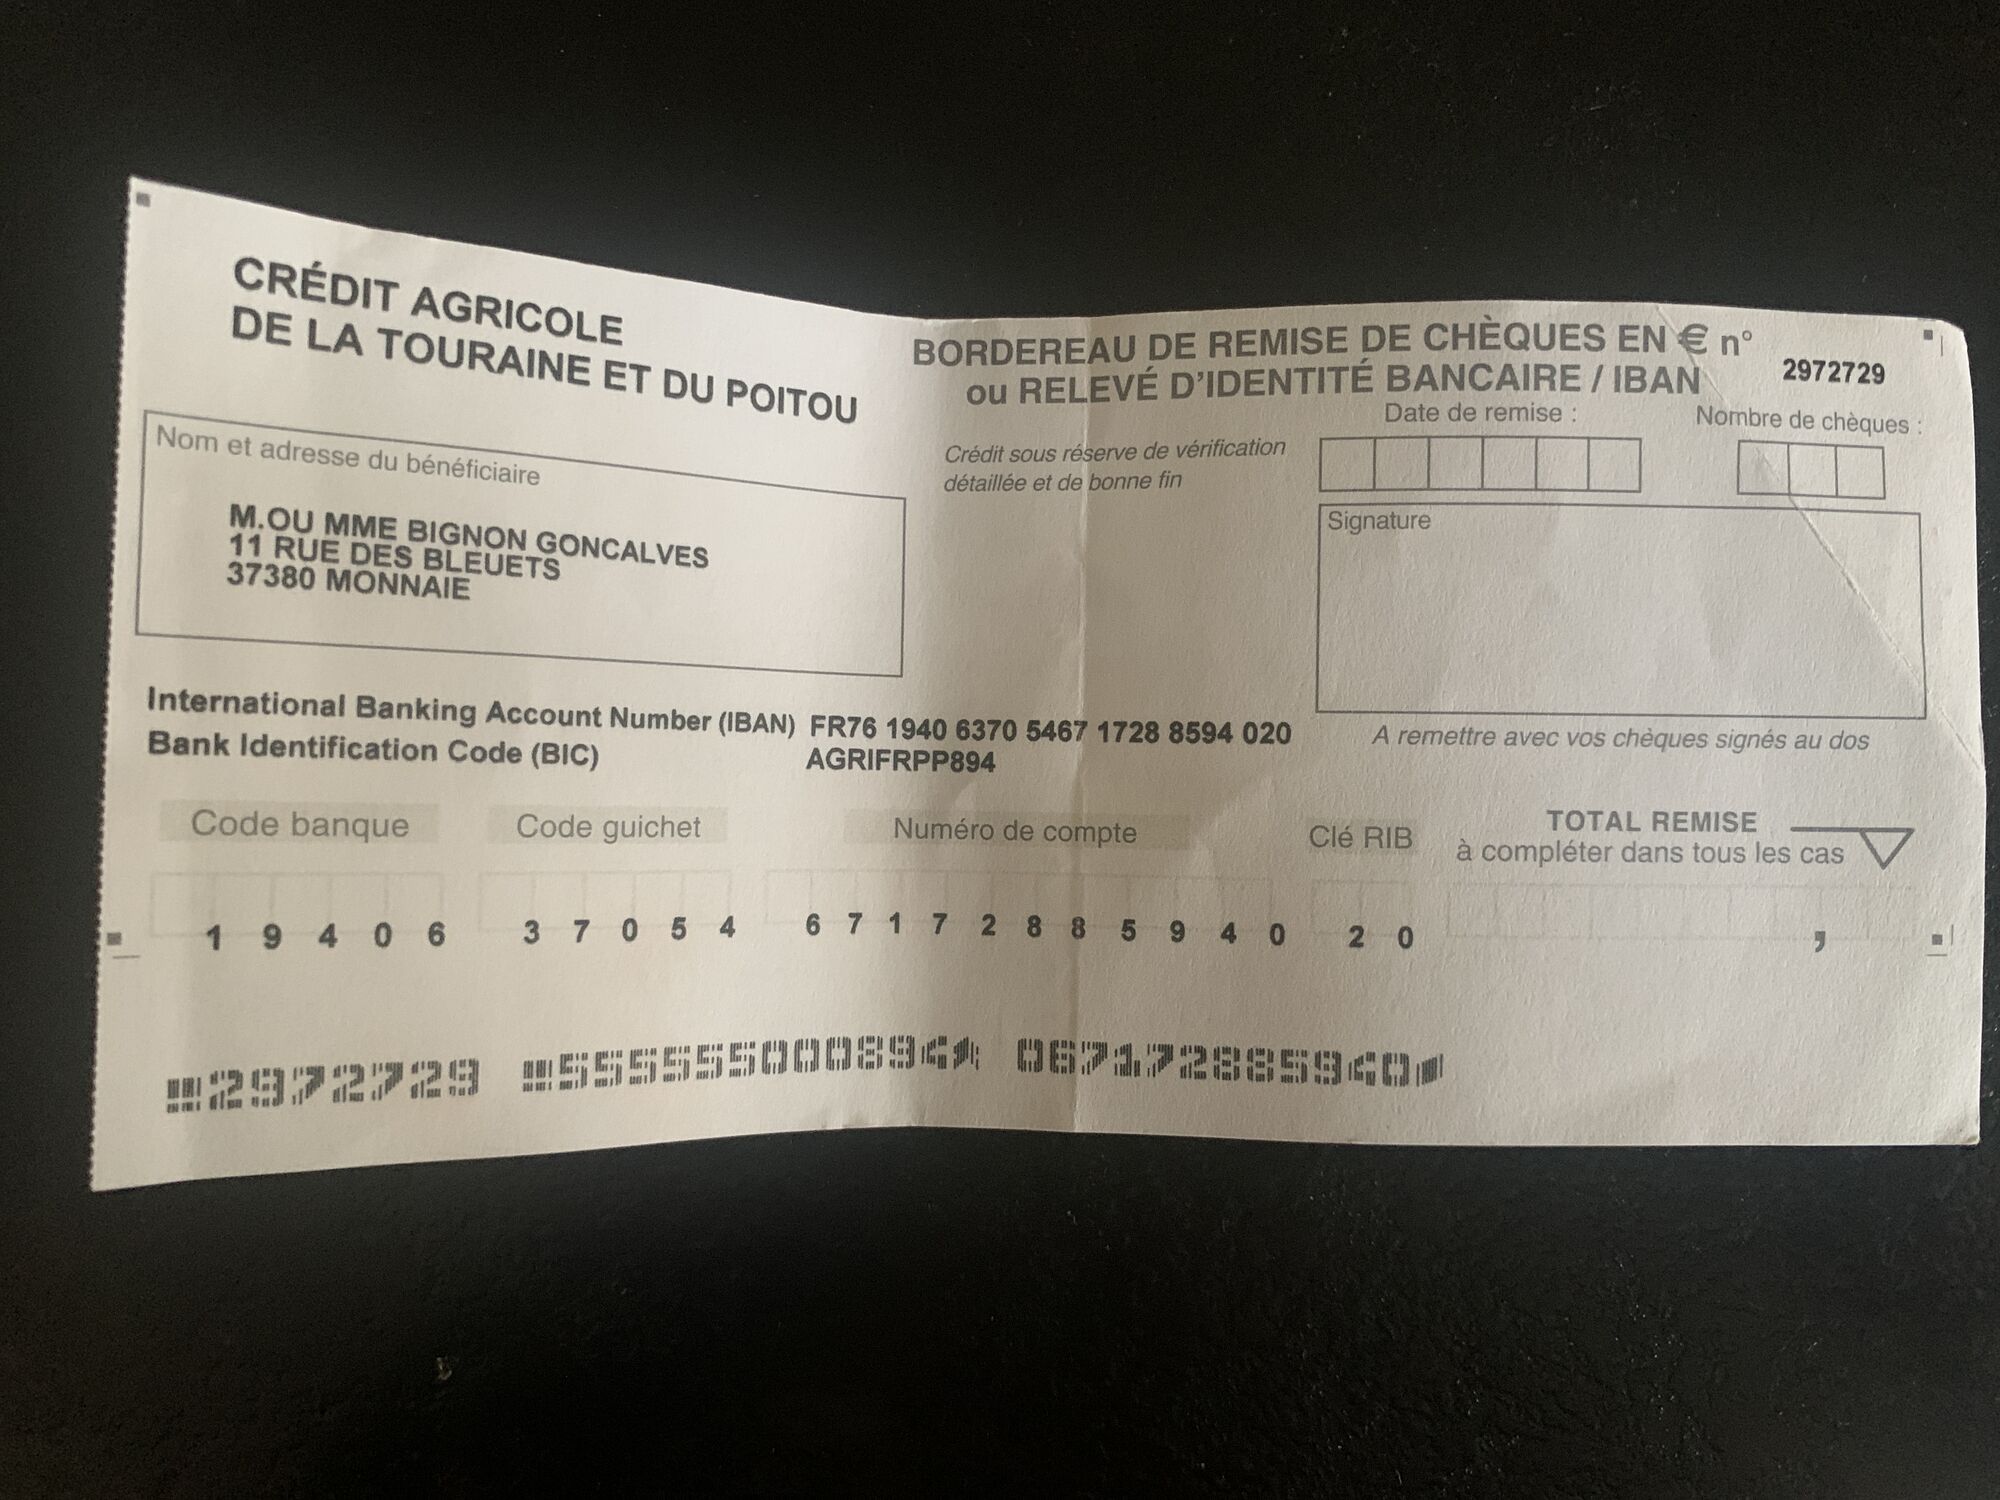 CRÉDIT AGRICOLE
DE LA TOURAINE ET DU POITOU
BORDEREAU DE REMISE DE CHÈQUES EN € n° 2972729
ou RELEVÉ D'IDENTITÉ BANCAIRE / IBAN
Date de remise :
Nombre de chèques :
Crédit sous réserve de vérification
détaillée et de bonne fin
Nom et adresse du bénéficiaire
M.OU MME BIGNON GONCALVES
11 RUE DES BLEUETS
37380 MONNAIE
Signature
International Banking Account Number (IBAN) FR76 1940 6370 5467 1728 8594 020
Bank Identification Code (BIC) AGRIFRPP894
A remettre avec vos chèques signés au dos
Code banque Code guichet Numéro de compte Clé RIB
TOTAL REMISE
à compléter dans tous les cas
1 9 4 0 6 3 7 0 5 4 6 7 1 7 2 8 8 5 9 4 0 2 0 ,
2972729 555555000894 067172885940